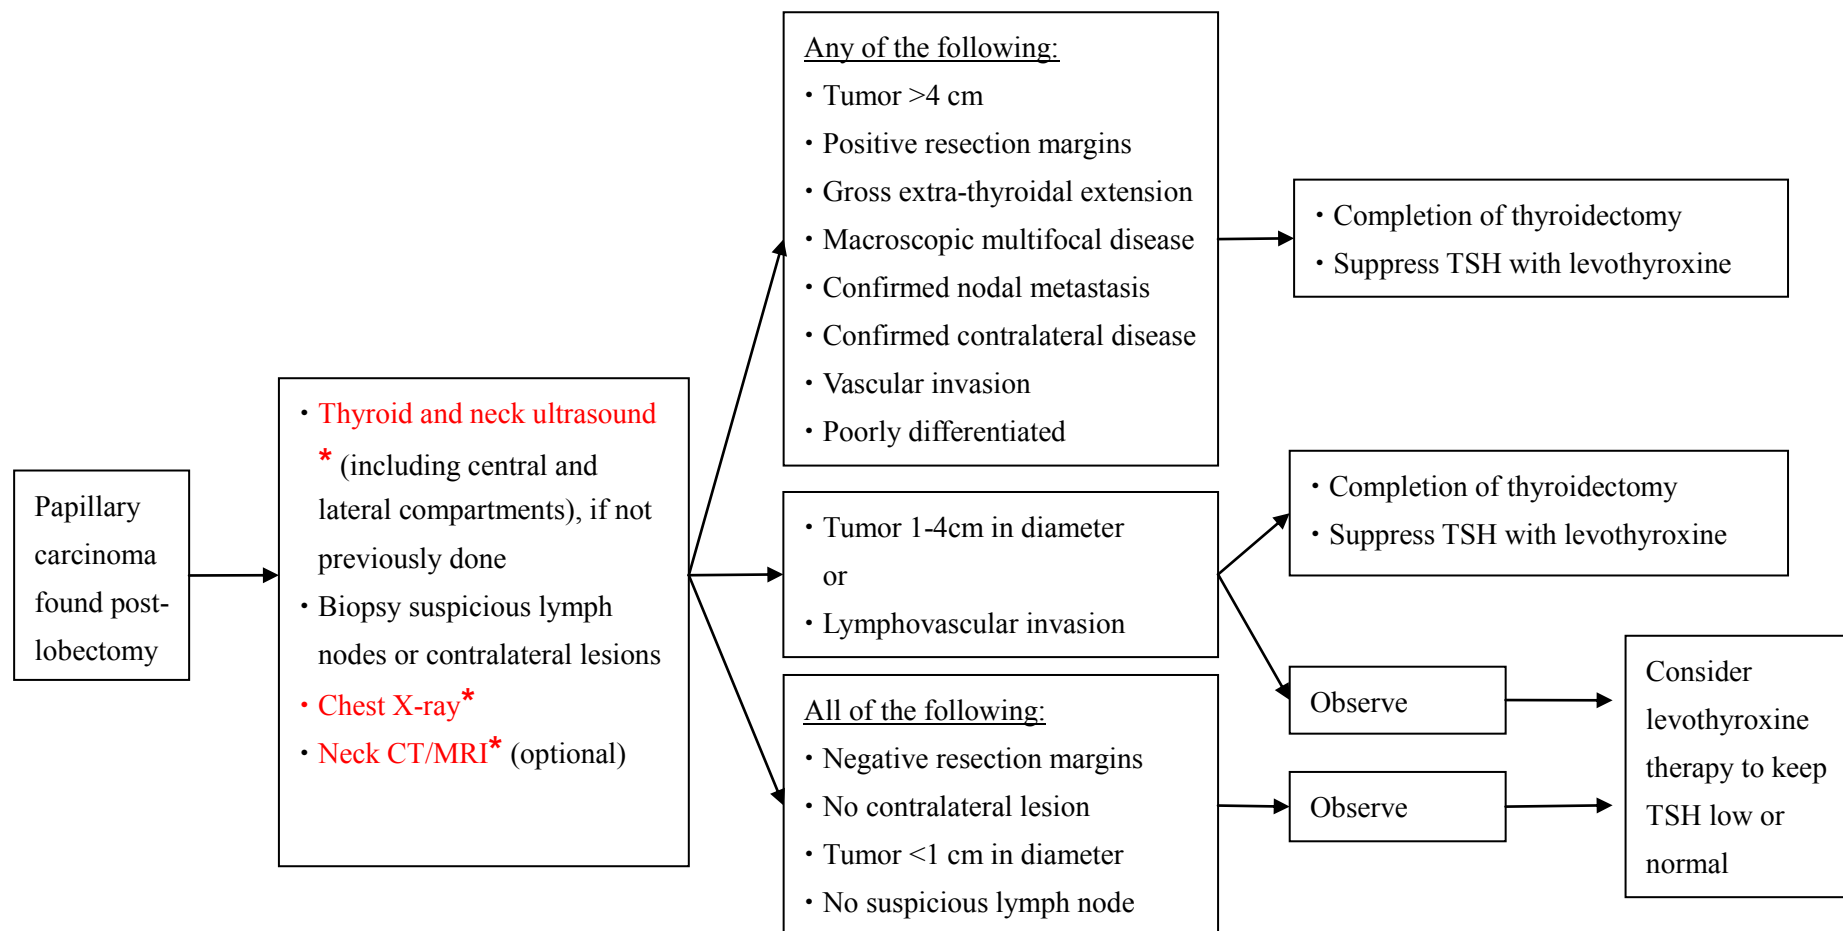 Papillary
carcinoma
found post-
lobectomy
・Thyroid and neck ultrasound
* (including central and
lateral compartments), if not
previously done
・Biopsy suspicious lymph
nodes or contralateral lesions
・Chest X-ray*
・Neck CT/MRI* (optional)
Any of the following:
・Tumor >4 cm
・Positive resection margins
・Gross extra-thyroidal extension
・Macroscopic multifocal disease
・Confirmed nodal metastasis
・Confirmed contralateral disease
・Vascular invasion
・Poorly differentiated
・Completion of thyroidectomy
・Suppress TSH with levothyroxine
・Tumor 1-4cm in diameter
or
・Lymphovascular invasion
・Completion of thyroidectomy
・Suppress TSH with levothyroxine
Observe
All of the following:
・Negative resection margins
・No contralateral lesion
・Tumor <1 cm in diameter
・No suspicious lymph node
Observe
Consider
levothyroxine
therapy to keep
TSH low or
normal